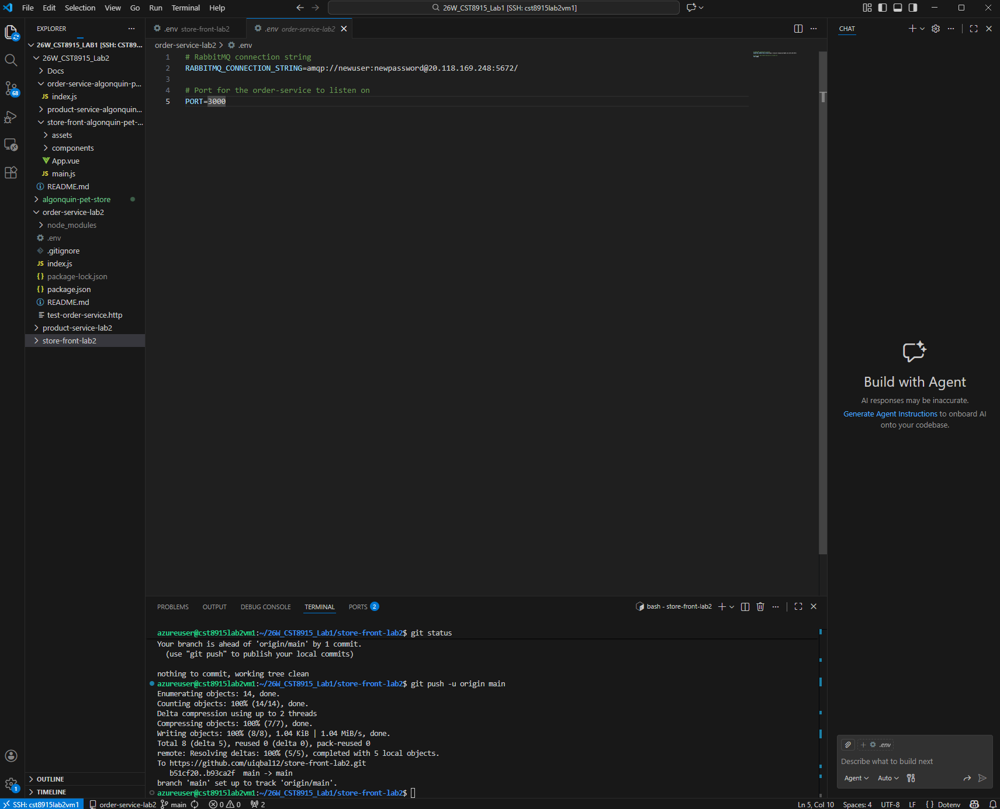 File Edit Selection View Go Run Terminal Help
26W_CST8915_Lab1 [SSH: cst8915lab2vm1]
EXPLORER
26W_CST8915_LAB1 [SSH: CST89...
26W_CST8915_Lab2
Docs
order-service-algonquin-p...
JS index.js
product-service-algonquin...
store-front-algonquin-pet-...
assets
components
App.vue
JS main.js
README.md
algonquin-pet-store
order-service-lab2
node_modules
.env
.gitignore
JS index.js
{} package-lock.json
{} package.json
README.md
test-order-service.http
product-service-lab2
store-front-lab2
OUTLINE
TIMELINE
68
1
.env store-front-lab2
.env order-service-lab2
order-service-lab2 > .env
1 # RabbitMQ connection string
2 RABBITMQ_CONNECTION_STRING=amqp://newuser:newpassword@20.118.169.248:5672/
3
4 # Port for the order-service to listen on
5 PORT=3000
PROBLEMS OUTPUT DEBUG CONSOLE TERMINAL PORTS 2
bash - store-front-lab2
azureuser@cst8915lab2vm1:~/26W_CST8915_Lab1/store-front-lab2$ git status
Your branch is ahead of 'origin/main' by 1 commit.
(use "git push" to publish your local commits)
nothing to commit, working tree clean
azureuser@cst8915lab2vm1:~/26W_CST8915_Lab1/store-front-lab2$ git push -u origin main
Enumerating objects: 14, done.
Counting objects: 100% (14/14), done.
Delta compression using up to 2 threads
Compressing objects: 100% (7/7), done.
Writing objects: 100% (8/8), 1.04 KiB | 1.04 MiB/s, done.
Total 8 (delta 5), reused 0 (delta 0), pack-reused 0
remote: Resolving deltas: 100% (5/5), completed with 5 local objects.
To https://github.com/uiqbal12/store-front-lab2.git
b51cf20..b93ca2f main -> main
branch 'main' set up to track 'origin/main'.
azureuser@cst8915lab2vm1:~/26W_CST8915_Lab1/store-front-lab2$
CHAT
Build with Agent
AI responses may be inaccurate.
Generate Agent Instructions to onboard AI
onto your codebase.
.env
Describe what to build next
Agent Auto
SSH: cst8915lab2vm1 order-service-lab2 main 0 0 2
Ln 5, Col 10 Spaces: 4 UTF-8 LF {} Dotenv